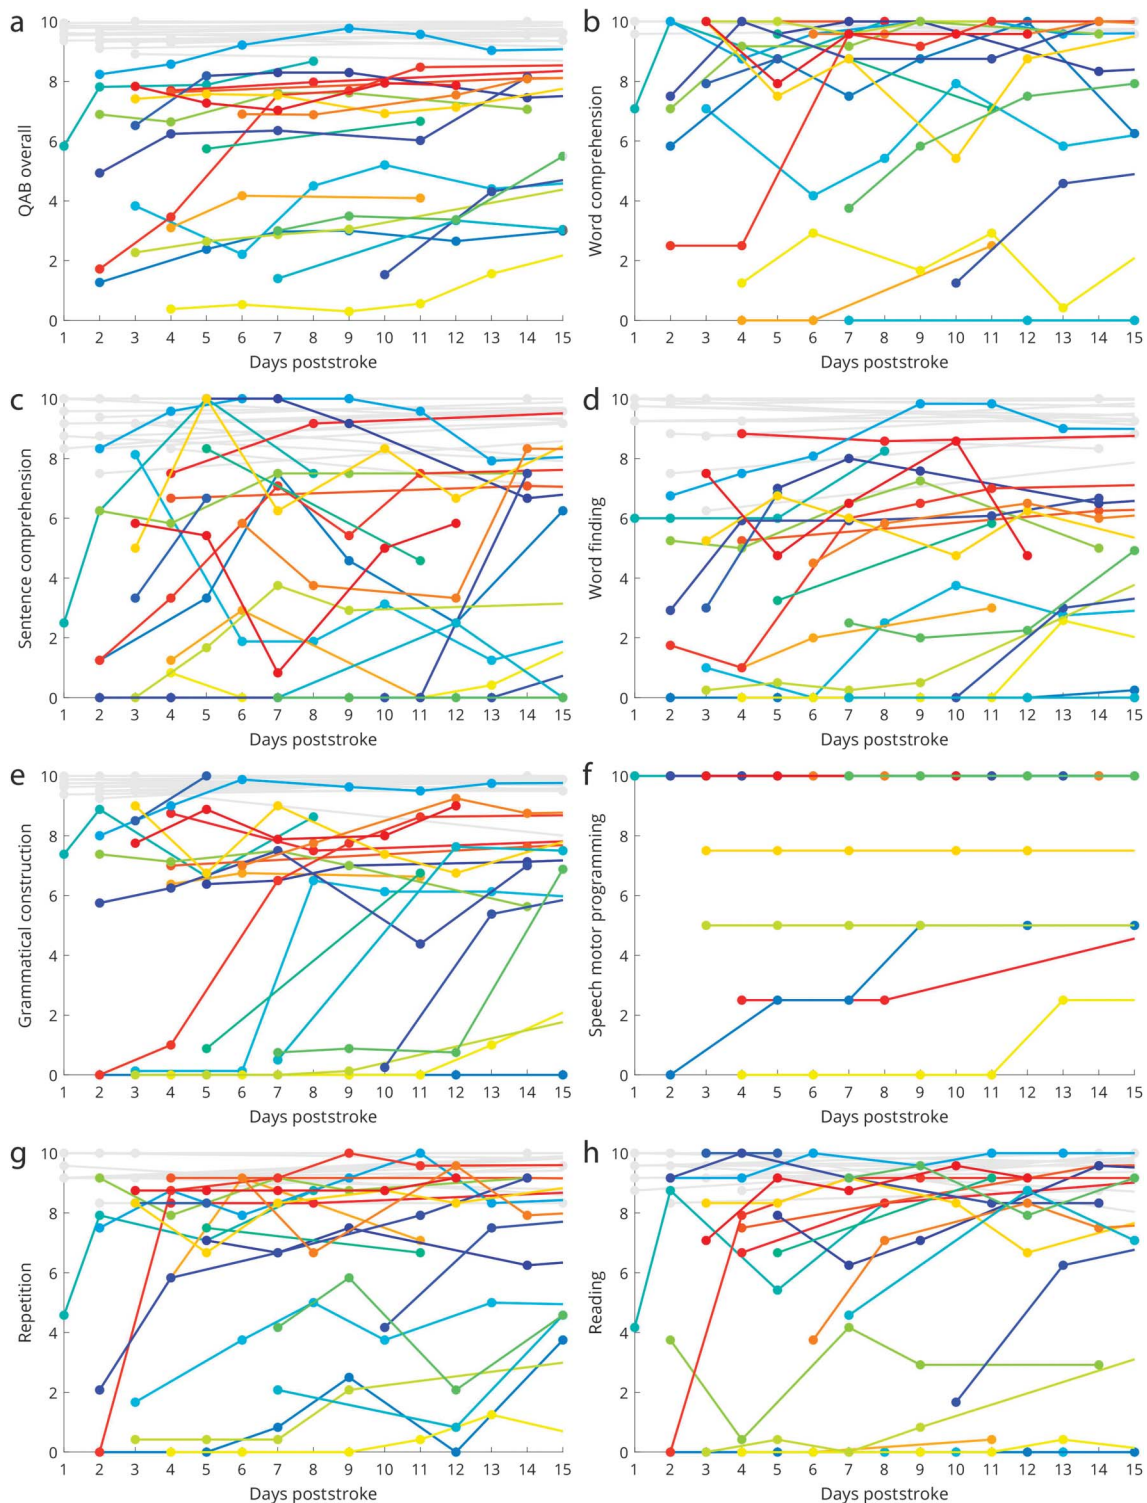 a
QAB overall
10
8
6
4
2
0
1 2 3 4 5 6 7 8 9 10 11 12 13 14 15
Days poststroke
b
Word comprehension
10
8
6
4
2
0
1 2 3 4 5 6 7 8 9 10 11 12 13 14 15
Days poststroke
c
Sentence comprehension
10
8
6
4
2
0
1 2 3 4 5 6 7 8 9 10 11 12 13 14 15
Days poststroke
d
Word finding
10
8
6
4
2
0
1 2 3 4 5 6 7 8 9 10 11 12 13 14 15
Days poststroke
e
Grammatical construction
10
8
6
4
2
0
1 2 3 4 5 6 7 8 9 10 11 12 13 14 15
Days poststroke
f
Speech motor programming
10
8
6
4
2
0
1 2 3 4 5 6 7 8 9 10 11 12 13 14 15
Days poststroke
g
Repetition
10
8
6
4
2
0
1 2 3 4 5 6 7 8 9 10 11 12 13 14 15
Days poststroke
h
Reading
10
8
6
4
2
0
1 2 3 4 5 6 7 8 9 10 11 12 13 14 15
Days poststroke